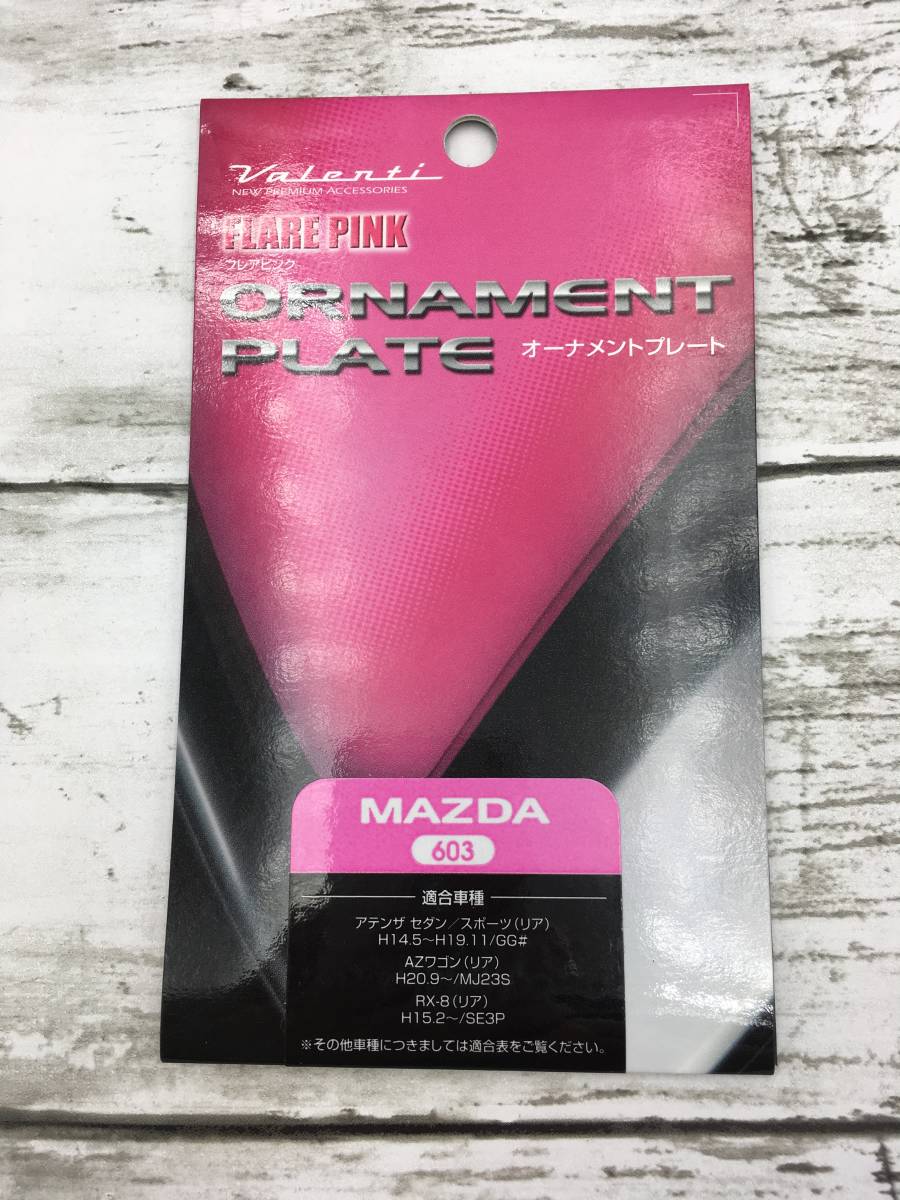 Valenti
NEW PREMIUM ACCESSORIES
FLARE PINK
フレアピンク
ORNAMENT
PLATE オーナメントプレート
MAZDA
603
適合車種
アテンザ セダン/スポーツ(リア)
H14.5~H19.11/GG#
AZワゴン(リア)
H20.9~/MJ23S
RX-8(リア)
H15.2~/SE3P
※その他車種につきましては適合表をご覧ください。